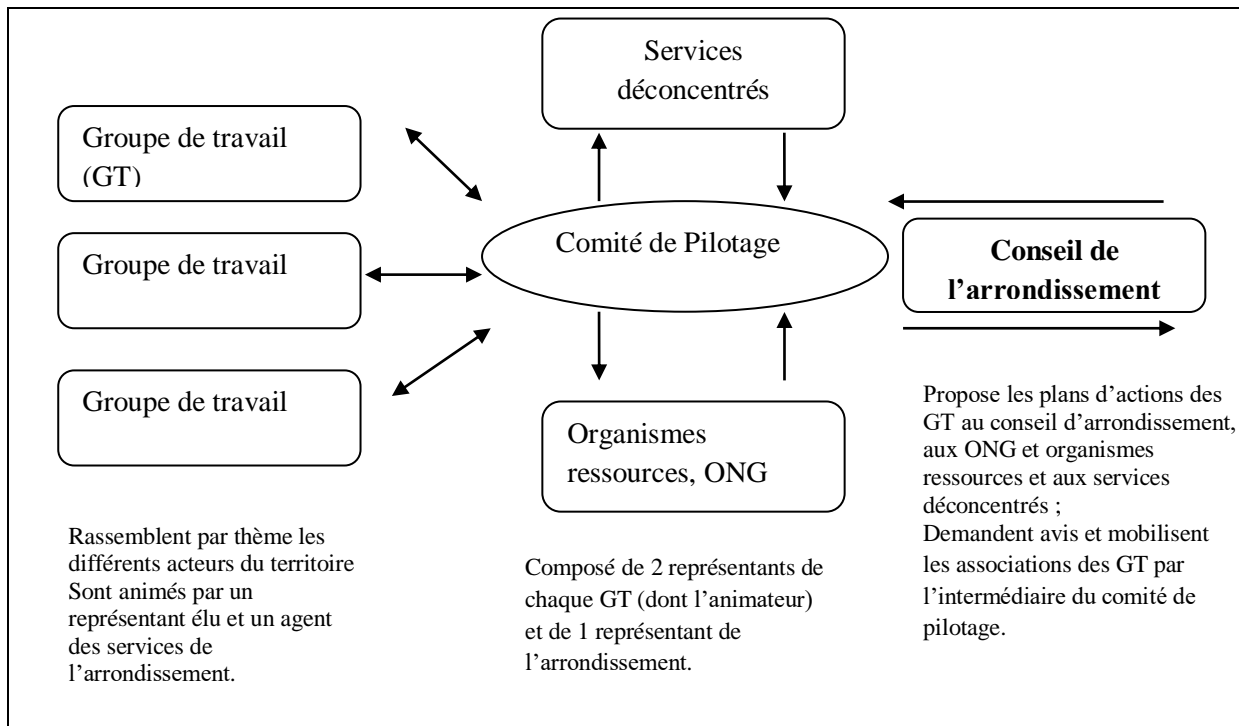 Services
déconcentrés
Groupe de travail
(GT)
Groupe de travail
Groupe de travail
Comité de Pilotage
Conseil de
l’arrondissement
Organismes
ressources, ONG
Rassemblent par thème les
différents acteurs du territoire
Sont animés par un
représentant élu et un agent
des services de
l’arrondissement.
Composé de 2 représentants de
chaque GT (dont l’animateur)
et de 1 représentant de
l’arrondissement.
Propose les plans d’actions des
GT au conseil d’arrondissement,
aux ONG et organismes
ressources et aux services
déconcentrés ;
Demandent avis et mobilisent
les associations des GT par
l’intermédiaire du comité de
pilotage.